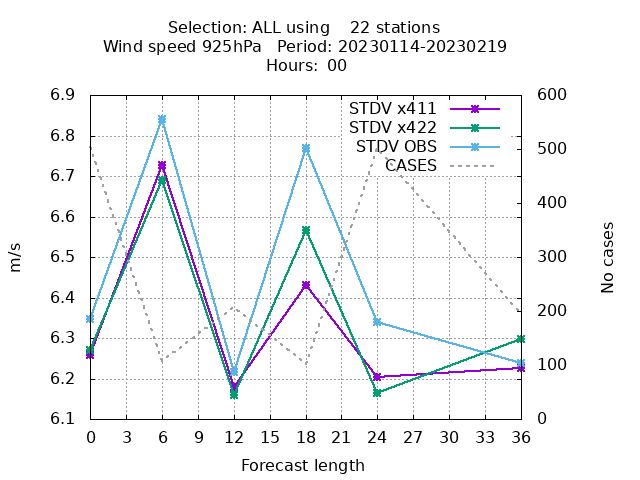 Selection: ALL using 22 stations
Wind speed 925hPa Period: 20230114-20230219
Hours: 00
6.9
6.8
6.7
6.6
6.5
6.4
6.3
6.2
6.1
m/s
STDV x411
STDV x422
STDV OBS
CASES
600
500
400
300
200
100
0
No cases
0 3 6 9 12 15 18 21 24 27 30 33 36
Forecast length